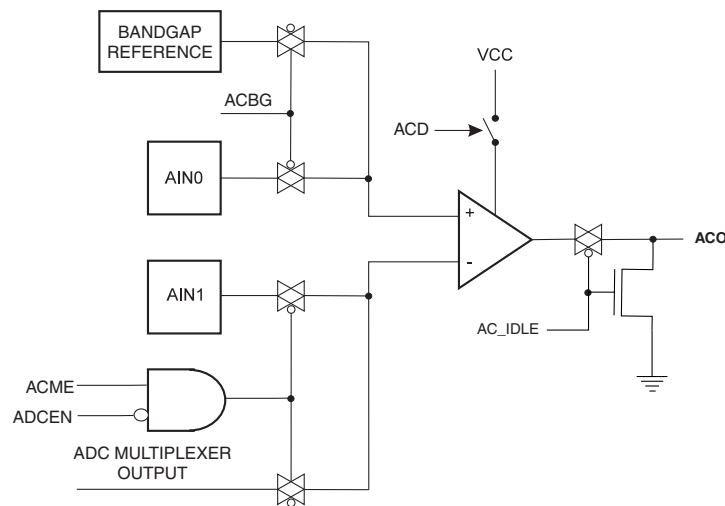 BANDGAP
REFERENCE
VCC
ACBG
ACD
AIN0
+
ACO
-
AIN1
AC_IDLE
ACME
ADCEN
ADC MULTIPLEXER
OUTPUT